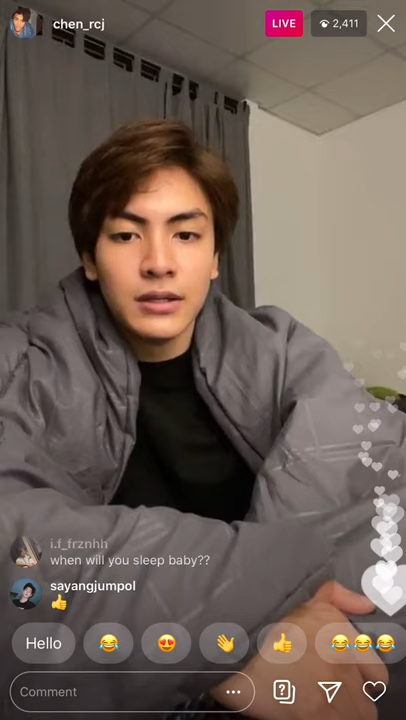 chen_rcj
LIVE
2,411
i.f_frznhh
when will you sleep baby??
sayangjumpol
Hello
Comment